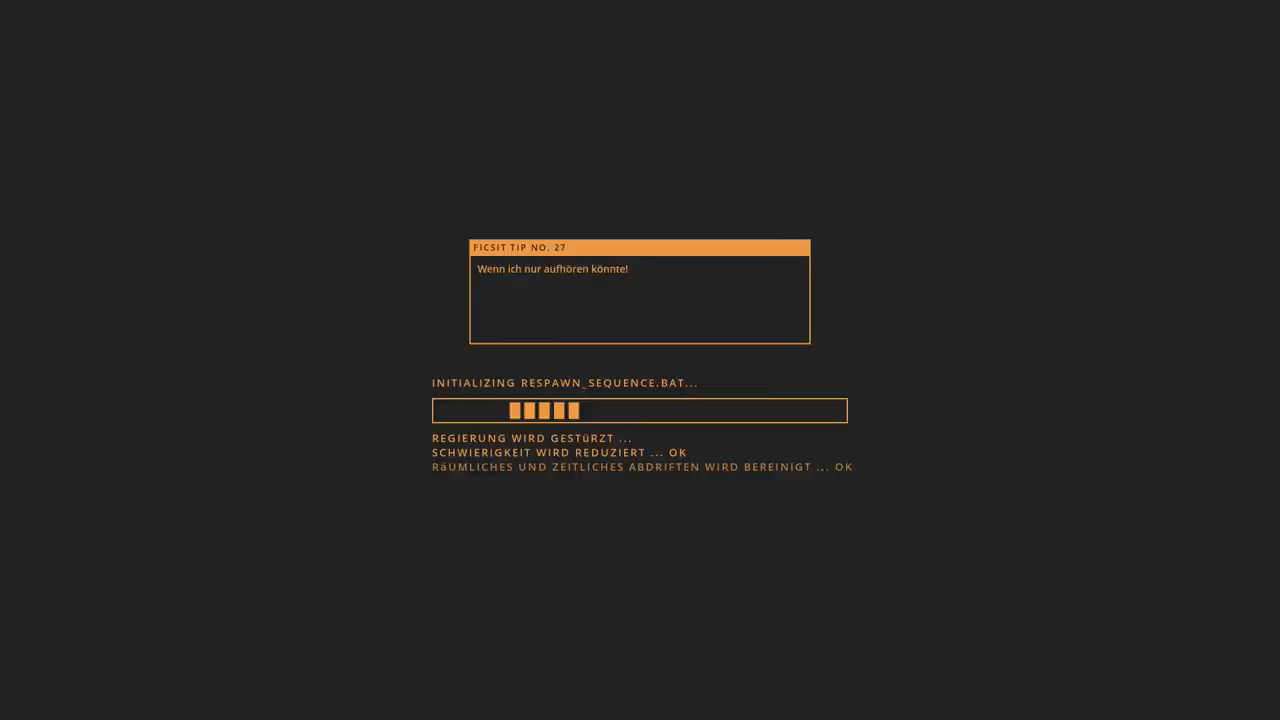 FICSIT TIP NO. 27
Wenn ich nur aufhören könnte!
INITIALIZING RESPAWN_SEQUENCE.BAT...
REGIERUNG WIRD GESTüRZT ...
SCHWIERIGKEIT WIRD REDUZIERT ... OK
RäUMLICHES UND ZEITLICHES ABDRIFTEN WIRD BEREINIGT ... OK